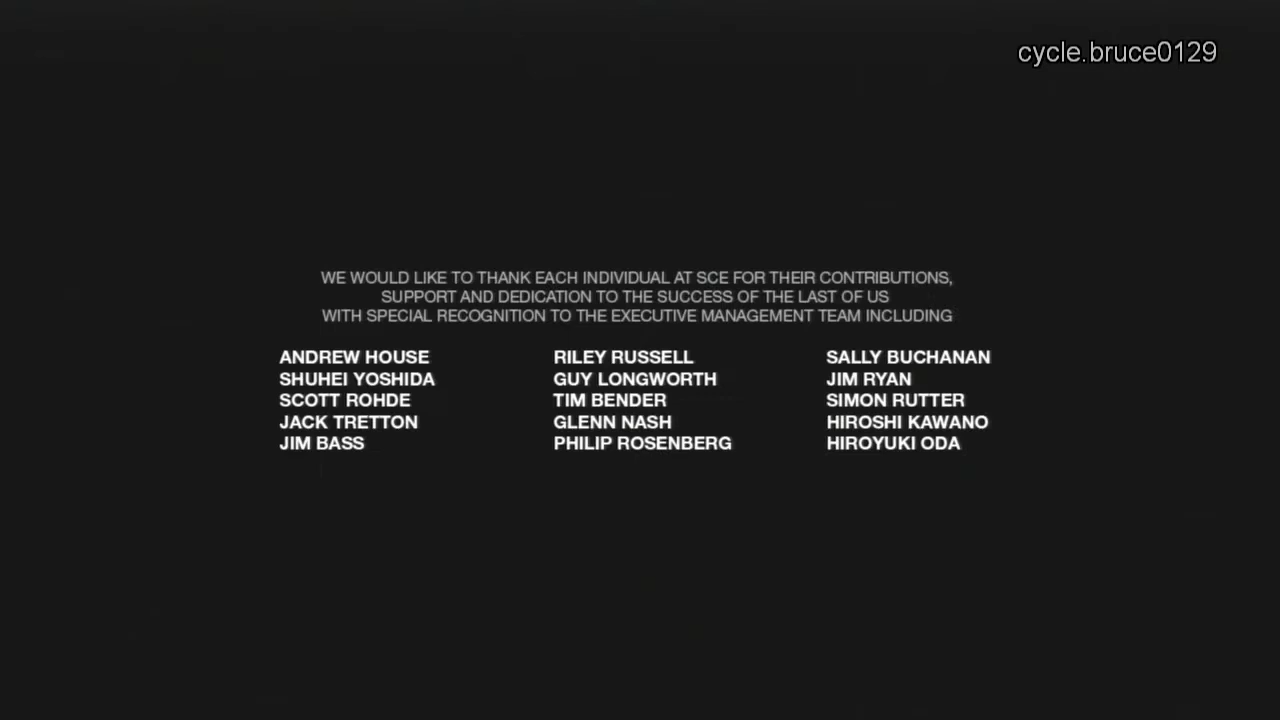 cycle.bruce0129
WE WOULD LIKE TO THANK EACH INDIVIDUAL AT SCE FOR THEIR CONTRIBUTIONS,
SUPPORT AND DEDICATION TO THE SUCCESS OF THE LAST OF US
WITH SPECIAL RECOGNITION TO THE EXECUTIVE MANAGEMENT TEAM INCLUDING
ANDREW HOUSE
SHUHEI YOSHIDA
SCOTT ROHDE
JACK TRETTON
JIM BASS
RILEY RUSSELL
GUY LONGWORTH
TIM BENDER
GLENN NASH
PHILIP ROSENBERG
SALLY BUCHANAN
JIM RYAN
SIMON RUTTER
HIROSHI KAWANO
HIROYUKI ODA